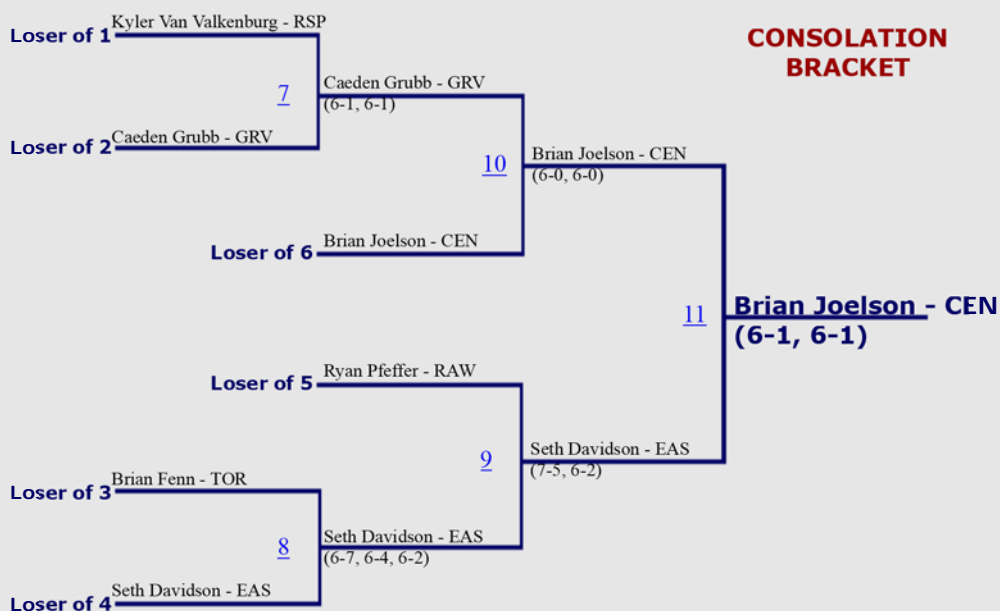 Kyler Van Valkenburg - RSP
Loser of 1
CONSOLATION
BRACKET
7
Caeden Grubb - GRV
(6-1, 6-1)
Caeden Grubb - GRV
Loser of 2
10
Brian Joelson - CEN
(6-0, 6-0)
Brian Joelson - CEN
Loser of 6
11
Brian Joelson - CEN
(6-1, 6-1)
Ryan Pfeffer - RAW
Loser of 5
9
Seth Davidson - EAS
(7-5, 6-2)
Brian Fenn - TOR
Loser of 3
8
Seth Davidson - EAS
(6-7, 6-4, 6-2)
Seth Davidson - EAS
Loser of 4